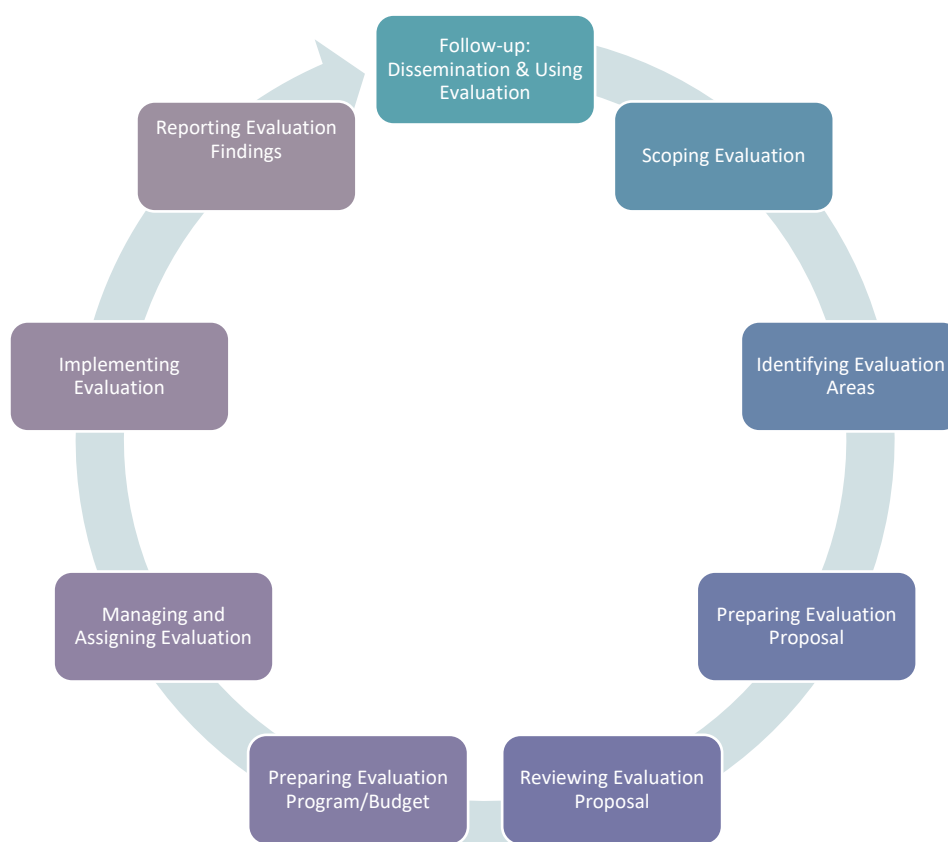 Follow-up:
Dissemination & Using
Evaluation
Scoping Evaluation
Identifying Evaluation
Areas
Preparing Evaluation
Proposal
Reviewing Evaluation
Proposal
Preparing Evaluation
Program/Budget
Managing and
Assigning Evaluation
Implementing
Evaluation
Reporting Evaluation
Findings